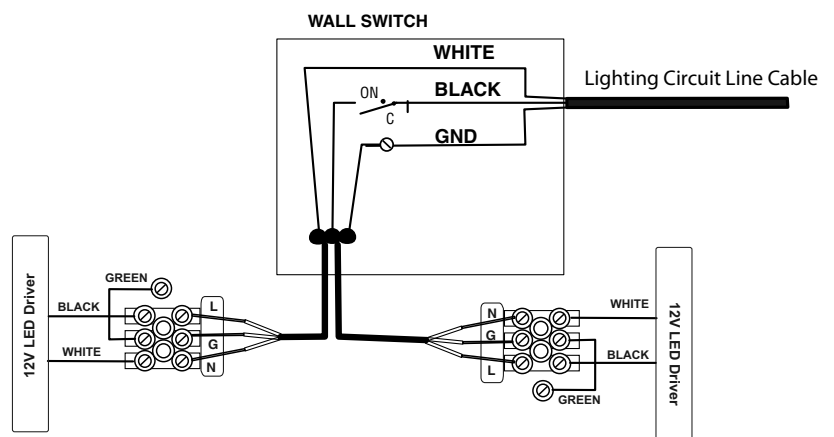 WALL SWITCH
WHITE
Lighting Circuit Line Cable
ON
BLACK
C
GND
12V LED Driver
GREEN
BLACK
L
G
WHITE
N
N
WHITE
G
BLACK
L
GREEN
12V LED Driver